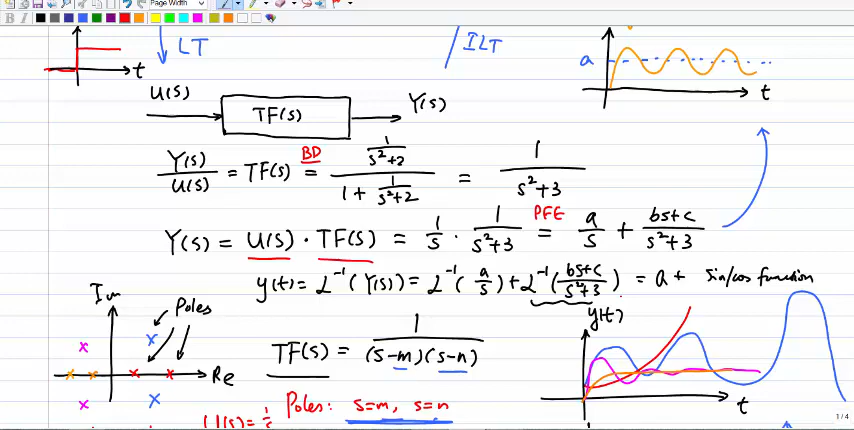 Page Width
B I
t
LT
ILT
a
t
U(s)
TF(s)
Y(s)
Y(s)/U(s) = TF(s) BD = (1/(s²+2))/(1 + 1/(s²+2)) = 1/(s²+3)
Y(s) = U(s) · TF(s) = 1/s · 1/(s²+3) PFE = a/s + (bs+c)/(s²+3)
y(t) = L⁻¹(Y(s)) = L⁻¹(a/s) + L⁻¹((bs+c)/(s²+3)) = a + sin/cos function
Im
Poles
Re
TF(s) = 1/((s-m)(s-n))
y(t)
t
U(s) = 1/s
Poles: s=m, s=n
1/4